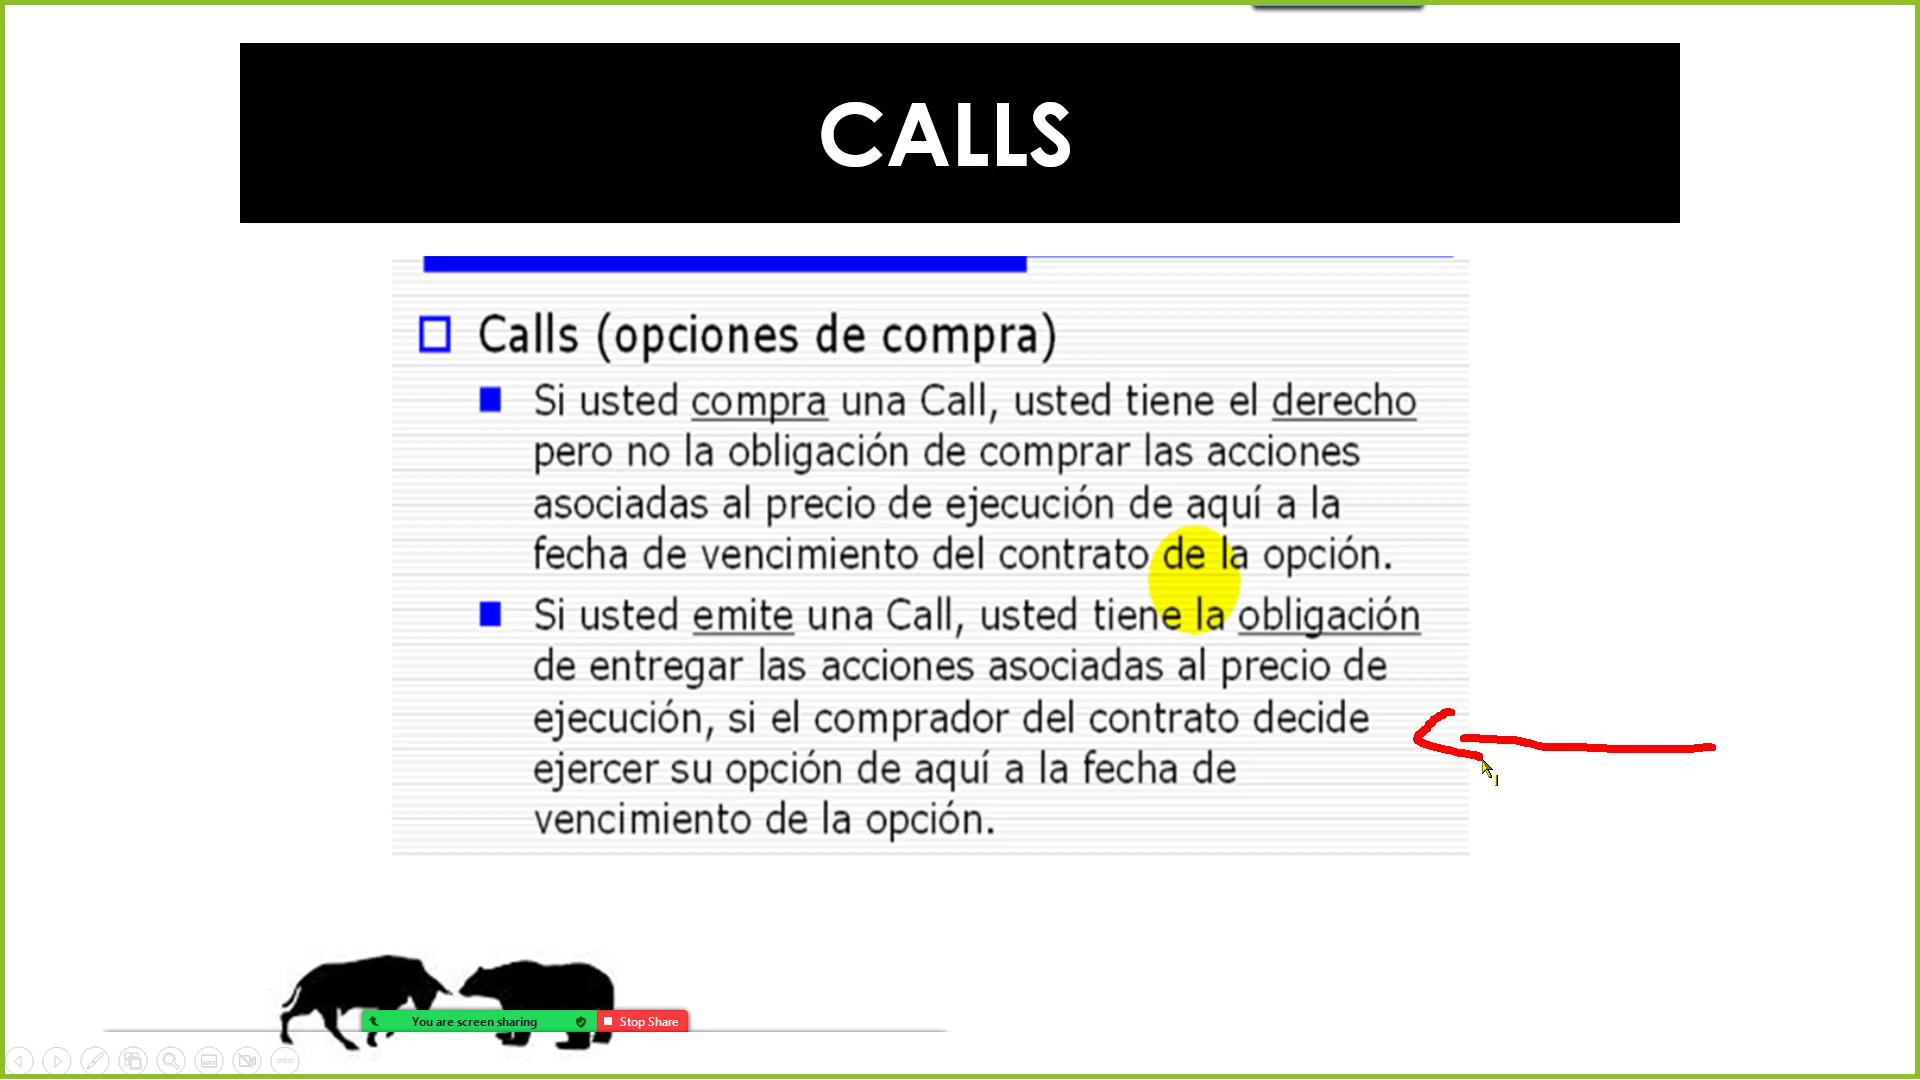 CALLS
Calls (opciones de compra)
Si usted compra una Call, usted tiene el derecho
pero no la obligación de comprar las acciones
asociadas al precio de ejecución de aquí a la
fecha de vencimiento del contrato de la opción.
Si usted emite una Call, usted tiene la obligación
de entregar las acciones asociadas al precio de
ejecución, si el comprador del contrato decide
ejercer su opción de aquí a la fecha de
vencimiento de la opción.
You are screen sharing
Stop Share